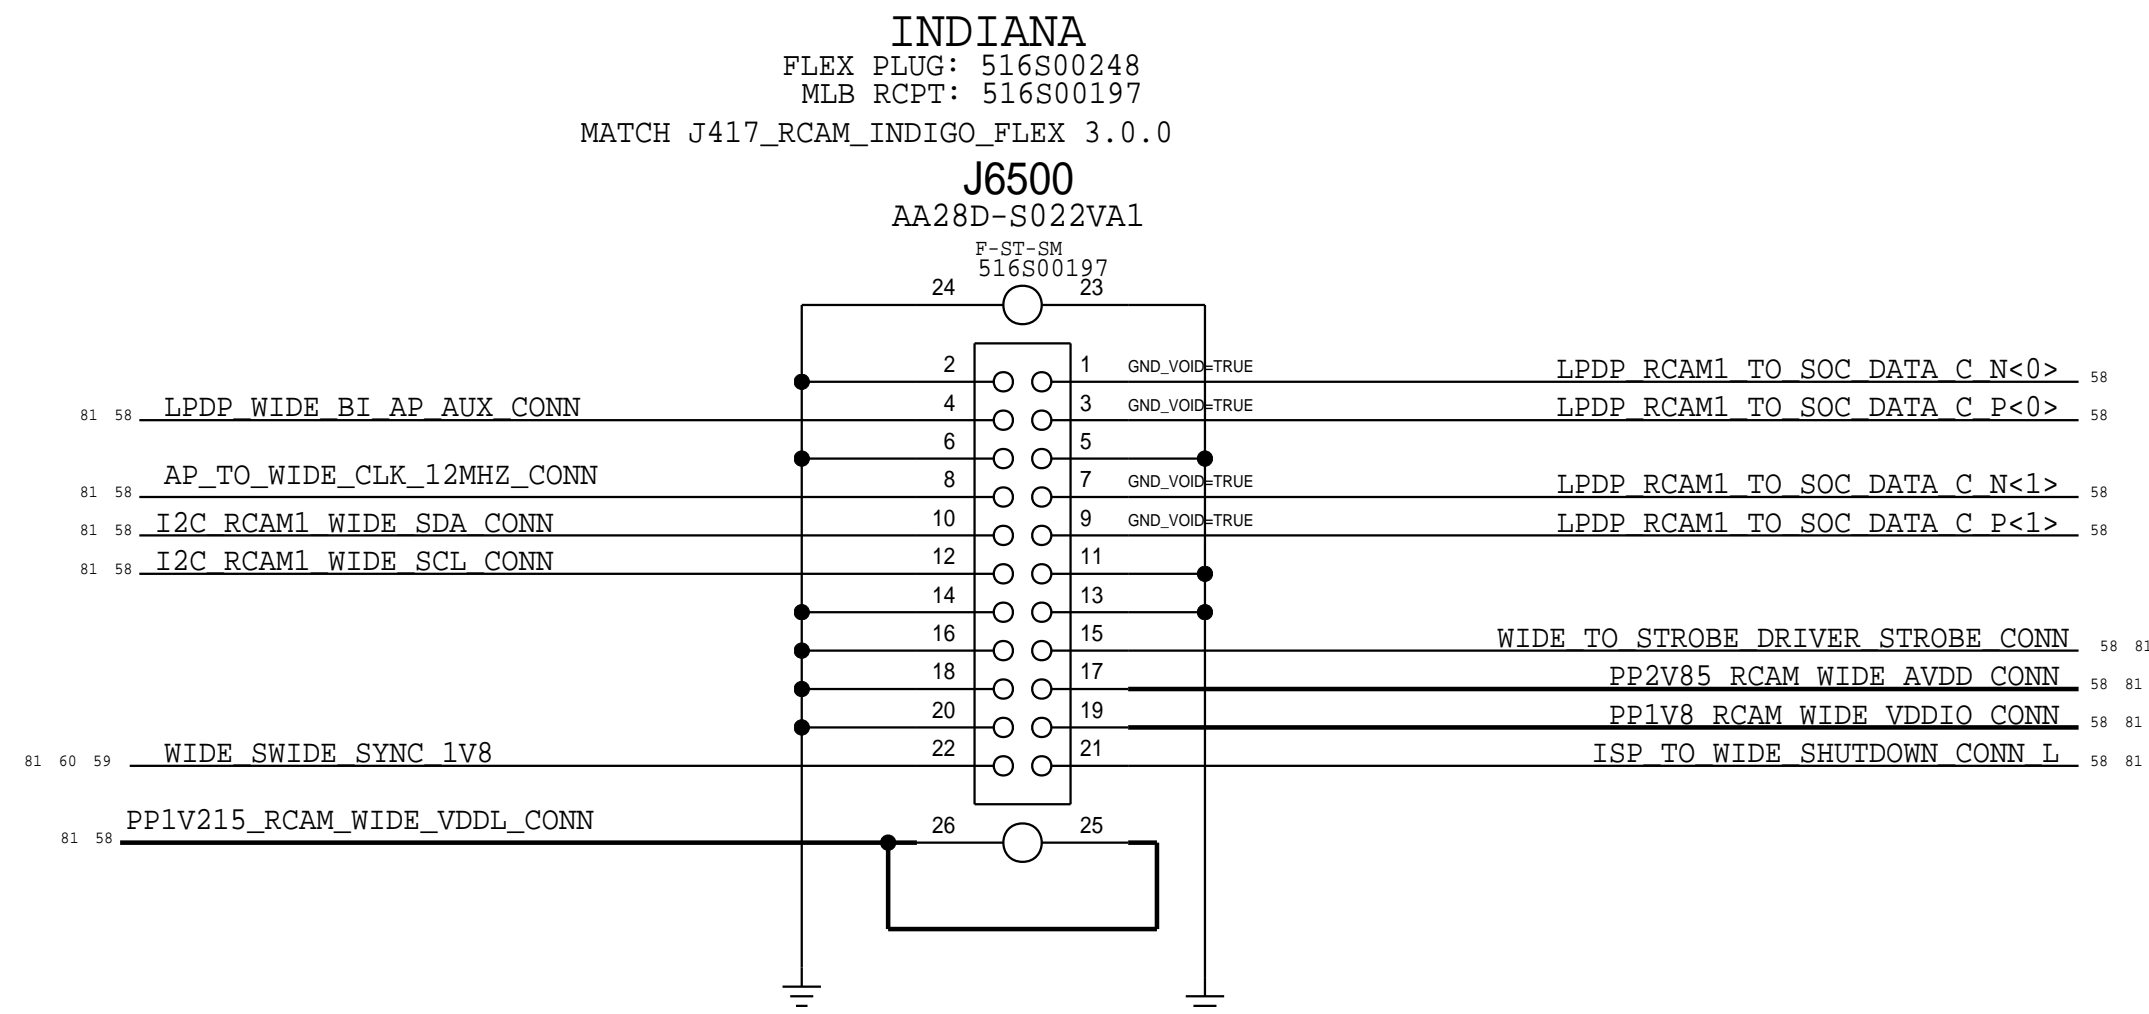 INDIANA
FLEX PLUG: 516S00248
MLB RCPT: 516S00197
MATCH J417_RCAM_INDIGO_FLEX 3.0.0
J6500
AA28D-S022VA1
F-ST-SM
516S00197
24 23
2 1 GND_VOID=TRUE LPDP_RCAM1_TO_SOC_DATA_C_N<0> 58
81 58 LPDP_WIDE_BI_AP_AUX_CONN 4 3 GND_VOID=TRUE LPDP_RCAM1_TO_SOC_DATA_C_P<0> 58
6 5
81 58 AP_TO_WIDE_CLK_12MHZ_CONN 8 7 GND_VOID=TRUE LPDP_RCAM1_TO_SOC_DATA_C_N<1> 58
81 58 I2C_RCAM1_WIDE_SDA_CONN 10 9 GND_VOID=TRUE LPDP_RCAM1_TO_SOC_DATA_C_P<1> 58
81 58 I2C_RCAM1_WIDE_SCL_CONN 12 11
14 13
16 15 WIDE_TO_STROBE_DRIVER_STROBE_CONN 58 81
18 17 PP2V85_RCAM_WIDE_AVDD_CONN 58 81
20 19 PP1V8_RCAM_WIDE_VDDIO_CONN 58 81
81 60 59 WIDE_SWIDE_SYNC_1V8 22 21 ISP_TO_WIDE_SHUTDOWN_CONN_L 58 81
81 58 PP1V215_RCAM_WIDE_VDDL_CONN 26 25